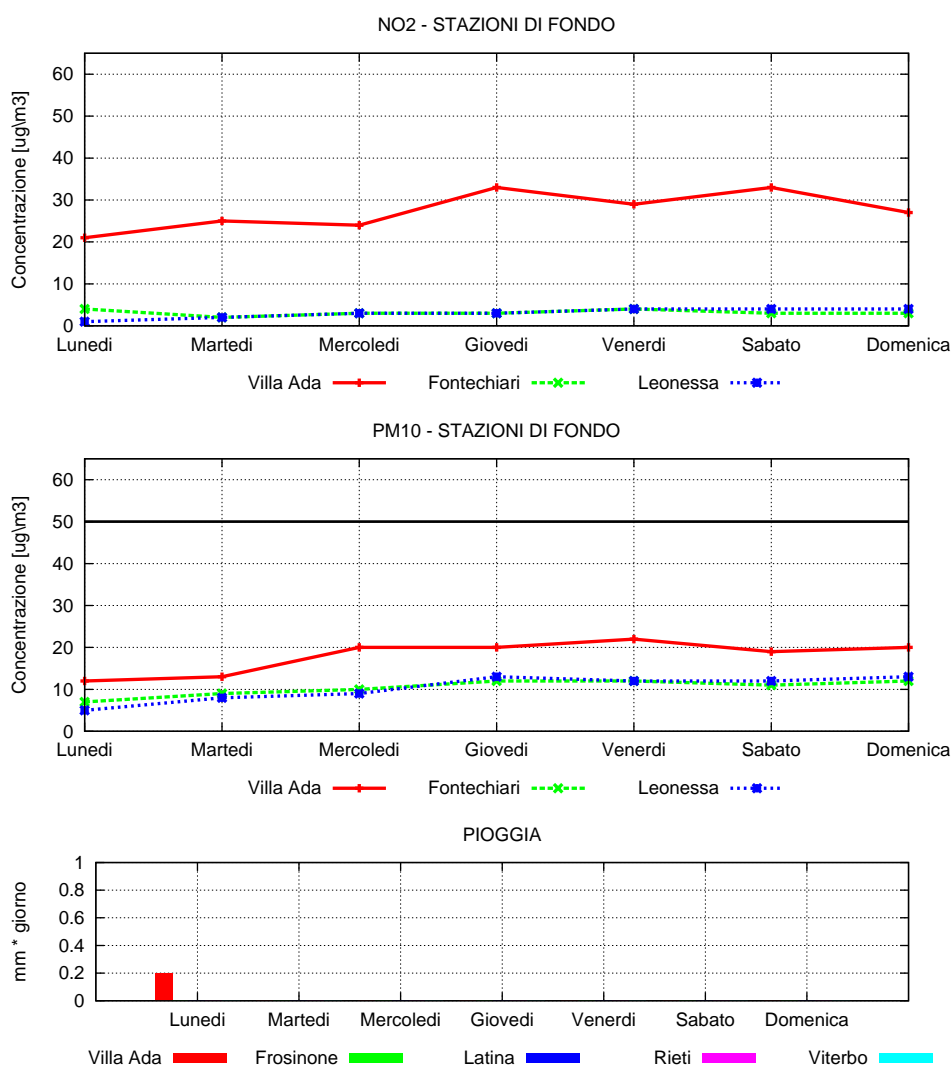 NO2 - STAZIONI DI FONDO
Concentrazione [ug\m3]
60
50
40
30
20
10
0
Lunedi Martedi Mercoledi Giovedi Venerdi Sabato Domenica
Villa Ada Fontechiari Leonessa
PM10 - STAZIONI DI FONDO
Concentrazione [ug\m3]
60
50
40
30
20
10
0
Lunedi Martedi Mercoledi Giovedi Venerdi Sabato Domenica
Villa Ada Fontechiari Leonessa
PIOGGIA
mm * giorno
1
0.8
0.6
0.4
0.2
0
Lunedi Martedi Mercoledi Giovedi Venerdi Sabato Domenica
Villa Ada Frosinone Latina Rieti Viterbo